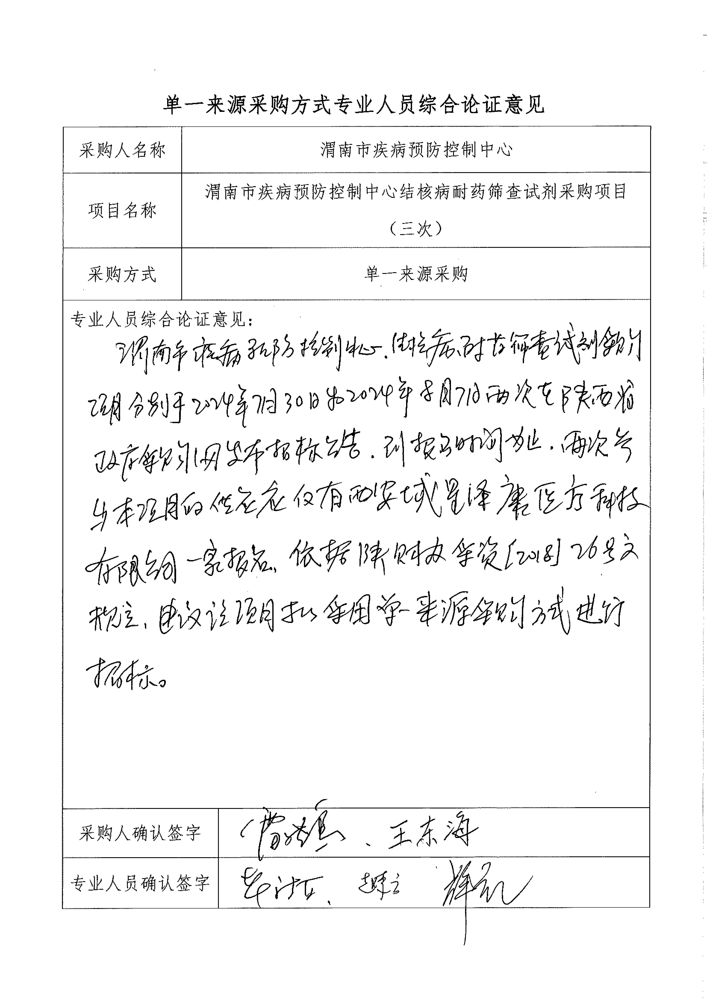 单一来源采购方式专业人员综合论证意见
采购人名称
渭南市疾病预防控制中心
项目名称
渭南市疾病预防控制中心结核病耐药筛查试剂采购项目
（三次）
采购方式
单一来源采购
专业人员综合论证意见：
渭南市疾病预防控制中心.结核病耐药筛查试剂采购
项目分别于2024年7月30日和2024年8月7日两次在陕西省
政府采购网发布招标公告.到报名时间为止.两次参
与本项目的供应商仅有西安域星泽康医疗科技
有限公司一家报名、依据陕财办采资[2018]26号文
规定、建议该项目拟采用单一来源采购方式进行
招标。
采购人确认签字
、王东海
专业人员确认签字